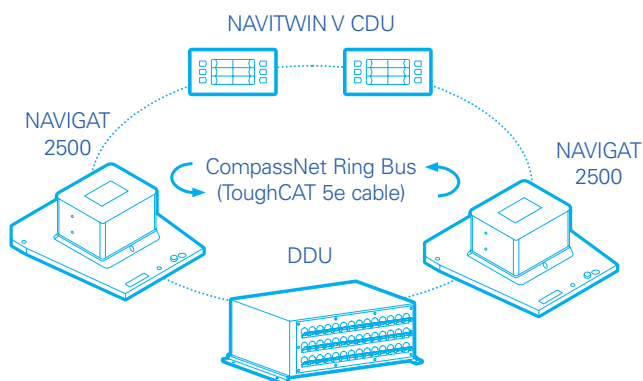 NAVITWIN V CDU
NAVIGAT
2500
CompassNet Ring Bus
(ToughCAT 5e cable)
NAVIGAT
2500
DDU